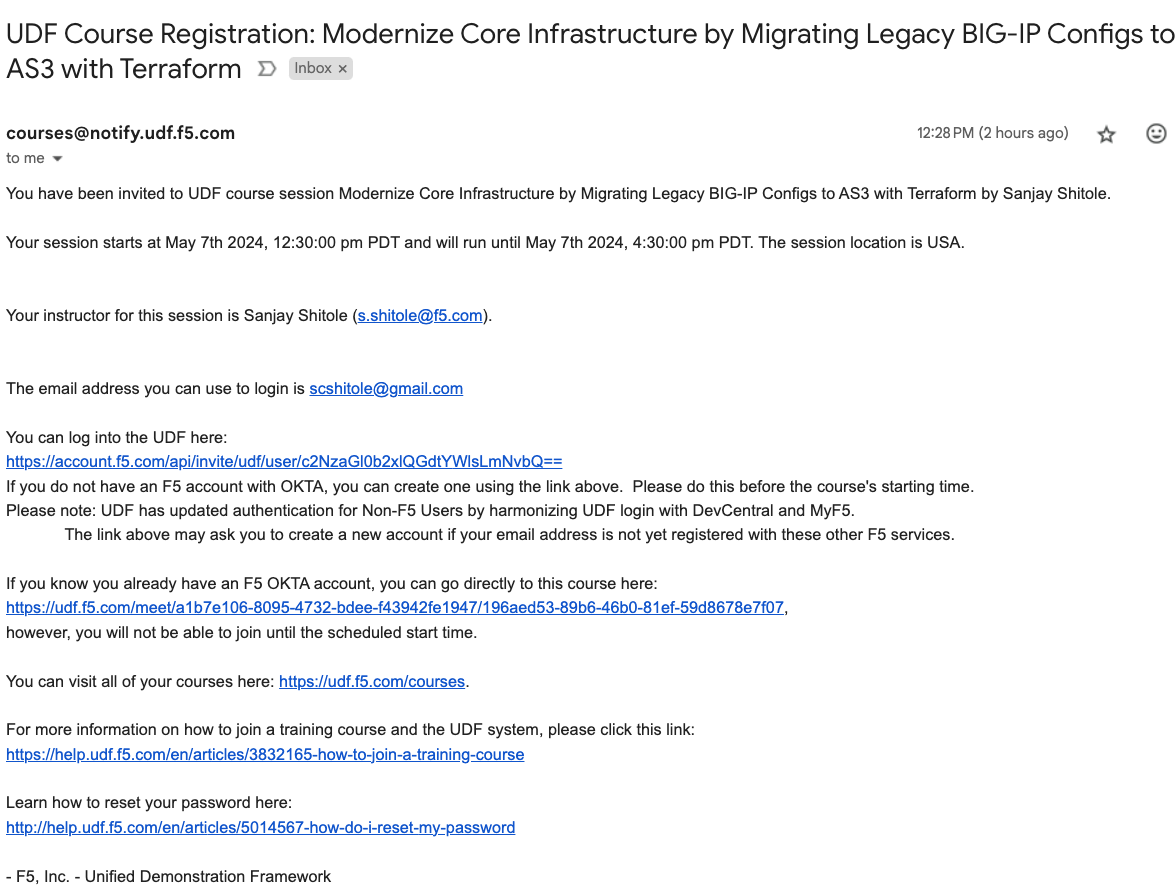 UDF Course Registration: Modernize Core Infrastructure by Migrating Legacy BIG-IP Configs to
AS3 with Terraform Inbox ×
courses@notify.udf.f5.com 12:28 PM (2 hours ago)
to me
You have been invited to UDF course session Modernize Core Infrastructure by Migrating Legacy BIG-IP Configs to AS3 with Terraform by Sanjay Shitole.
Your session starts at May 7th 2024, 12:30:00 pm PDT and will run until May 7th 2024, 4:30:00 pm PDT. The session location is USA.
Your instructor for this session is Sanjay Shitole (s.shitole@f5.com).
The email address you can use to login is scshitole@gmail.com
You can log into the UDF here:
https://account.f5.com/api/invite/udf/user/c2NzaGl0b2xlQGdtYWlsLmNvbQ==
If you do not have an F5 account with OKTA, you can create one using the link above.  Please do this before the course's starting time.
Please note: UDF has updated authentication for Non-F5 Users by harmonizing UDF login with DevCentral and MyF5.
The link above may ask you to create a new account if your email address is not yet registered with these other F5 services.
If you know you already have an F5 OKTA account, you can go directly to this course here:
https://udf.f5.com/meet/a1b7e106-8095-4732-bdee-f43942fe1947/196aed53-89b6-46b0-81ef-59d8678e7f07,
however, you will not be able to join until the scheduled start time.
You can visit all of your courses here: https://udf.f5.com/courses.
For more information on how to join a training course and the UDF system, please click this link:
https://help.udf.f5.com/en/articles/3832165-how-to-join-a-training-course
Learn how to reset your password here:
http://help.udf.f5.com/en/articles/5014567-how-do-i-reset-my-password
- F5, Inc. - Unified Demonstration Framework